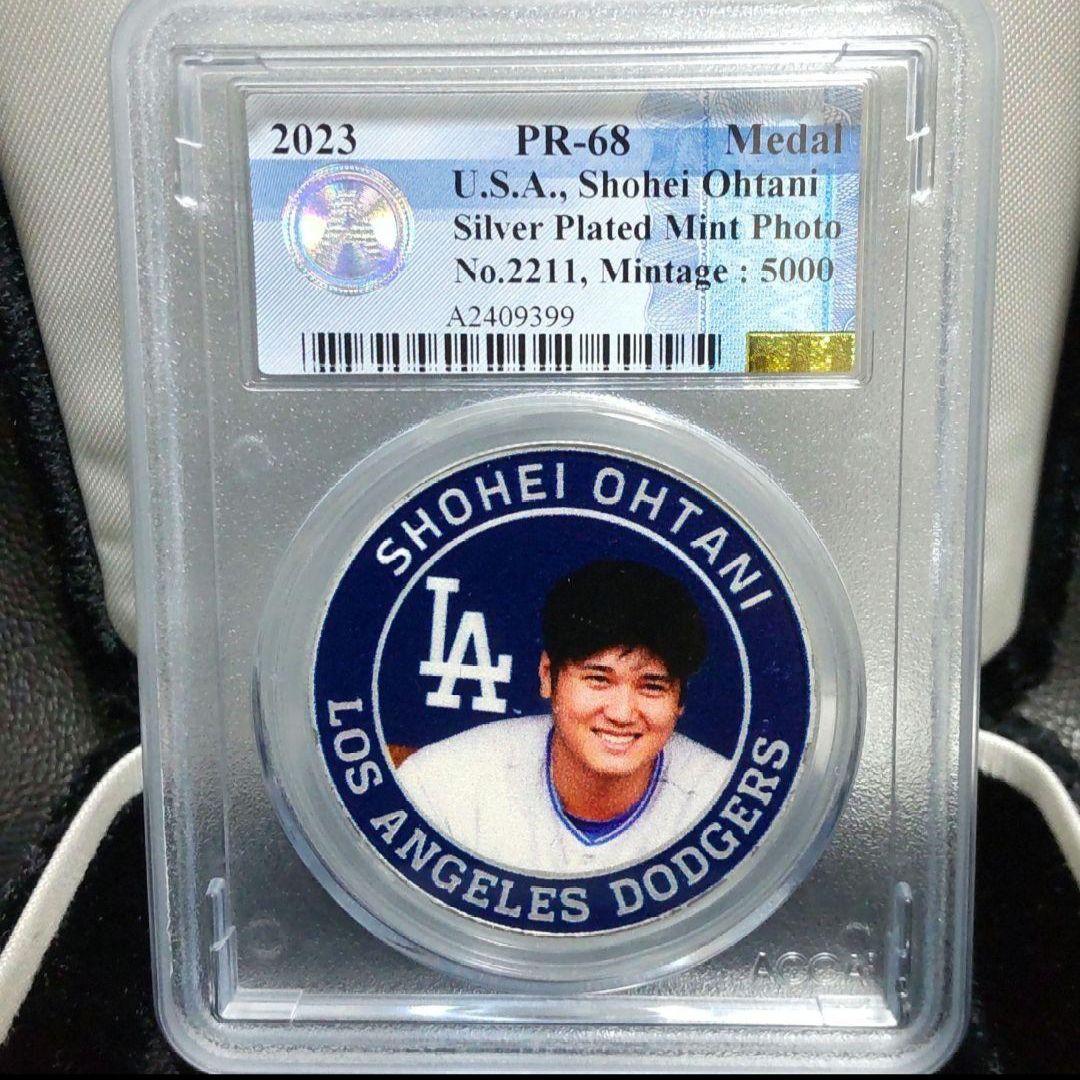 2023 PR-68 Medal
U.S.A., Shohei Ohtani
Silver Plated Mint Photo
No.2211, Mintage : 5000
A2409399
SHOHEI OHTANI
LA
LOS ANGELES DODGERS